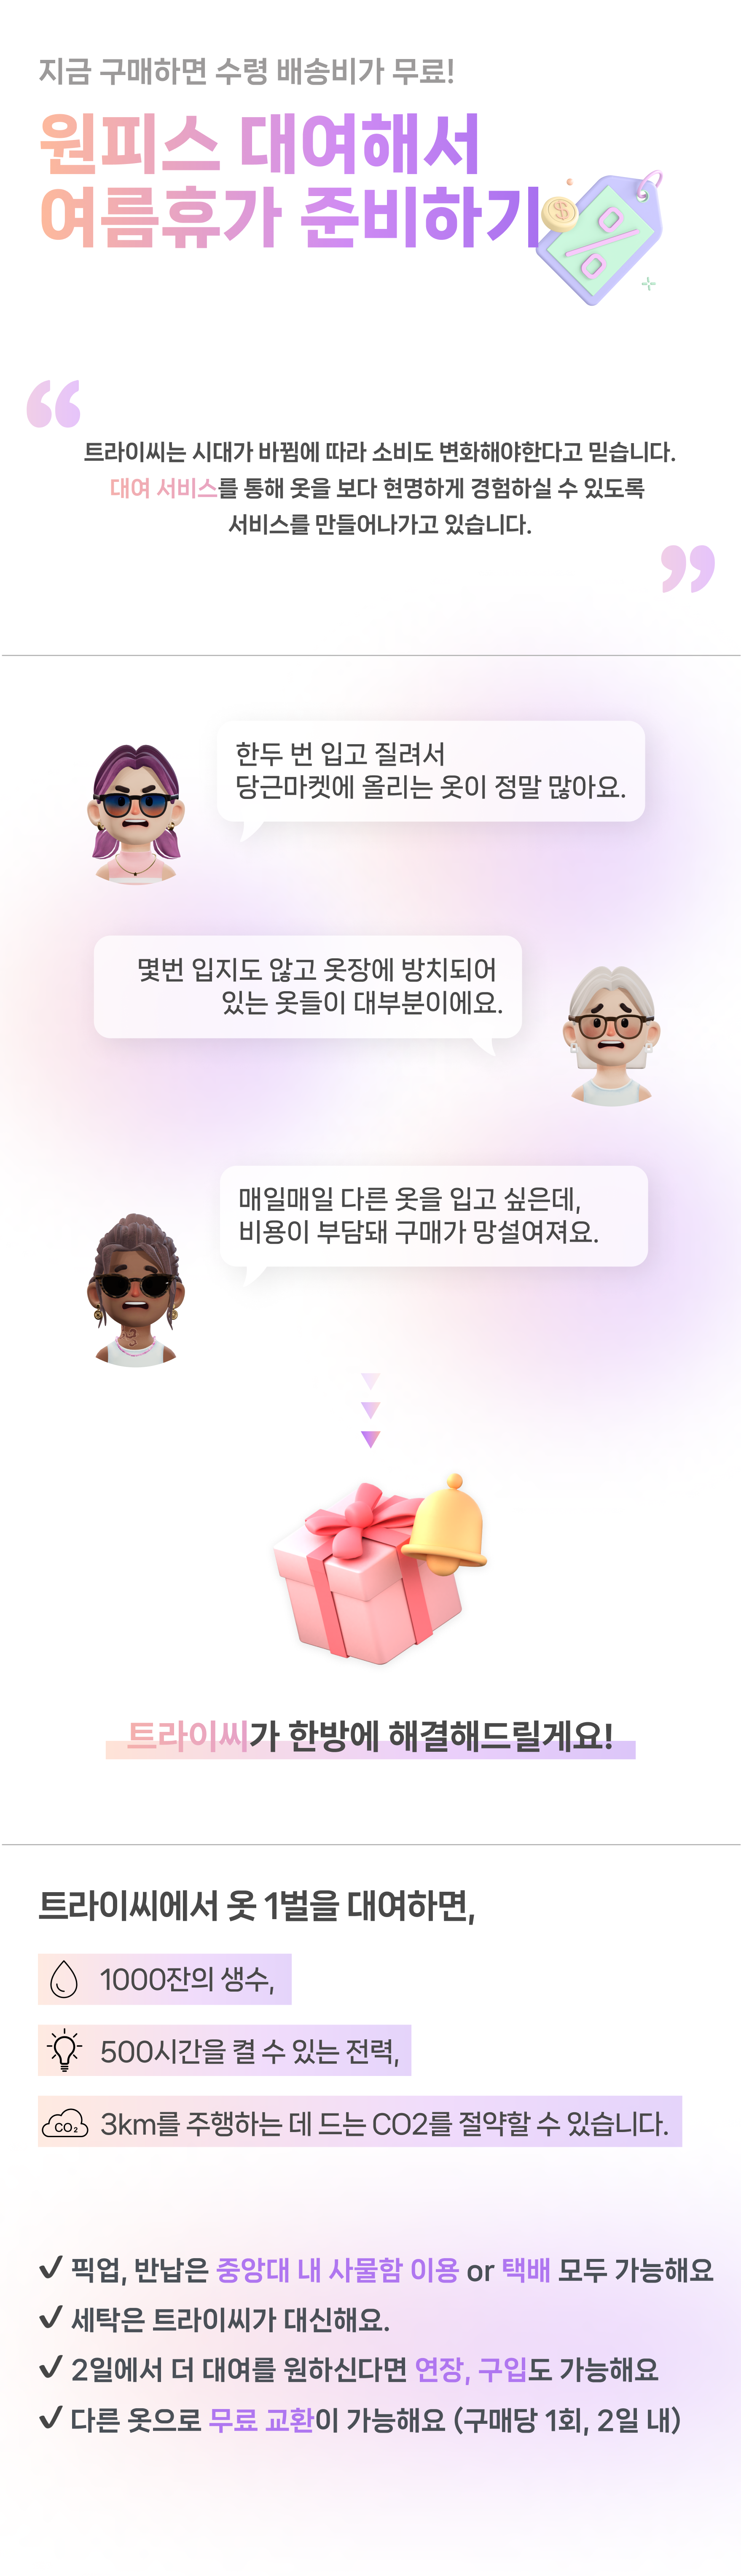 지금 구매하면 수령 배송비가 무료!
원피스 대여해서
여름휴가 준비하기
$
%
“
트라이씨는 시대가 바뀜에 따라 소비도 변화해야한다고 믿습니다.
대여 서비스를 통해 옷을 보다 현명하게 경험하실 수 있도록
서비스를 만들어나가고 있습니다.
”
한두 번 입고 질려서
당근마켓에 올리는 옷이 정말 많아요.
몇번 입지도 않고 옷장에 방치되어
있는 옷들이 대부분이에요.
매일매일 다른 옷을 입고 싶은데,
비용이 부담돼 구매가 망설여져요.
트라이씨가 한방에 해결해드릴게요!
트라이씨에서 옷 1벌을 대여하면,
1000잔의 생수,
500시간을 켤 수 있는 전력,
CO2 3km를 주행하는 데 드는 CO2를 절약할 수 있습니다.
✔ 픽업, 반납은 중앙대 내 사물함 이용 or 택배 모두 가능해요
✔ 세탁은 트라이씨가 대신해요.
✔ 2일에서 더 대여를 원하신다면 연장, 구입도 가능해요
✔ 다른 옷으로 무료 교환이 가능해요 (구매당 1회, 2일 내)